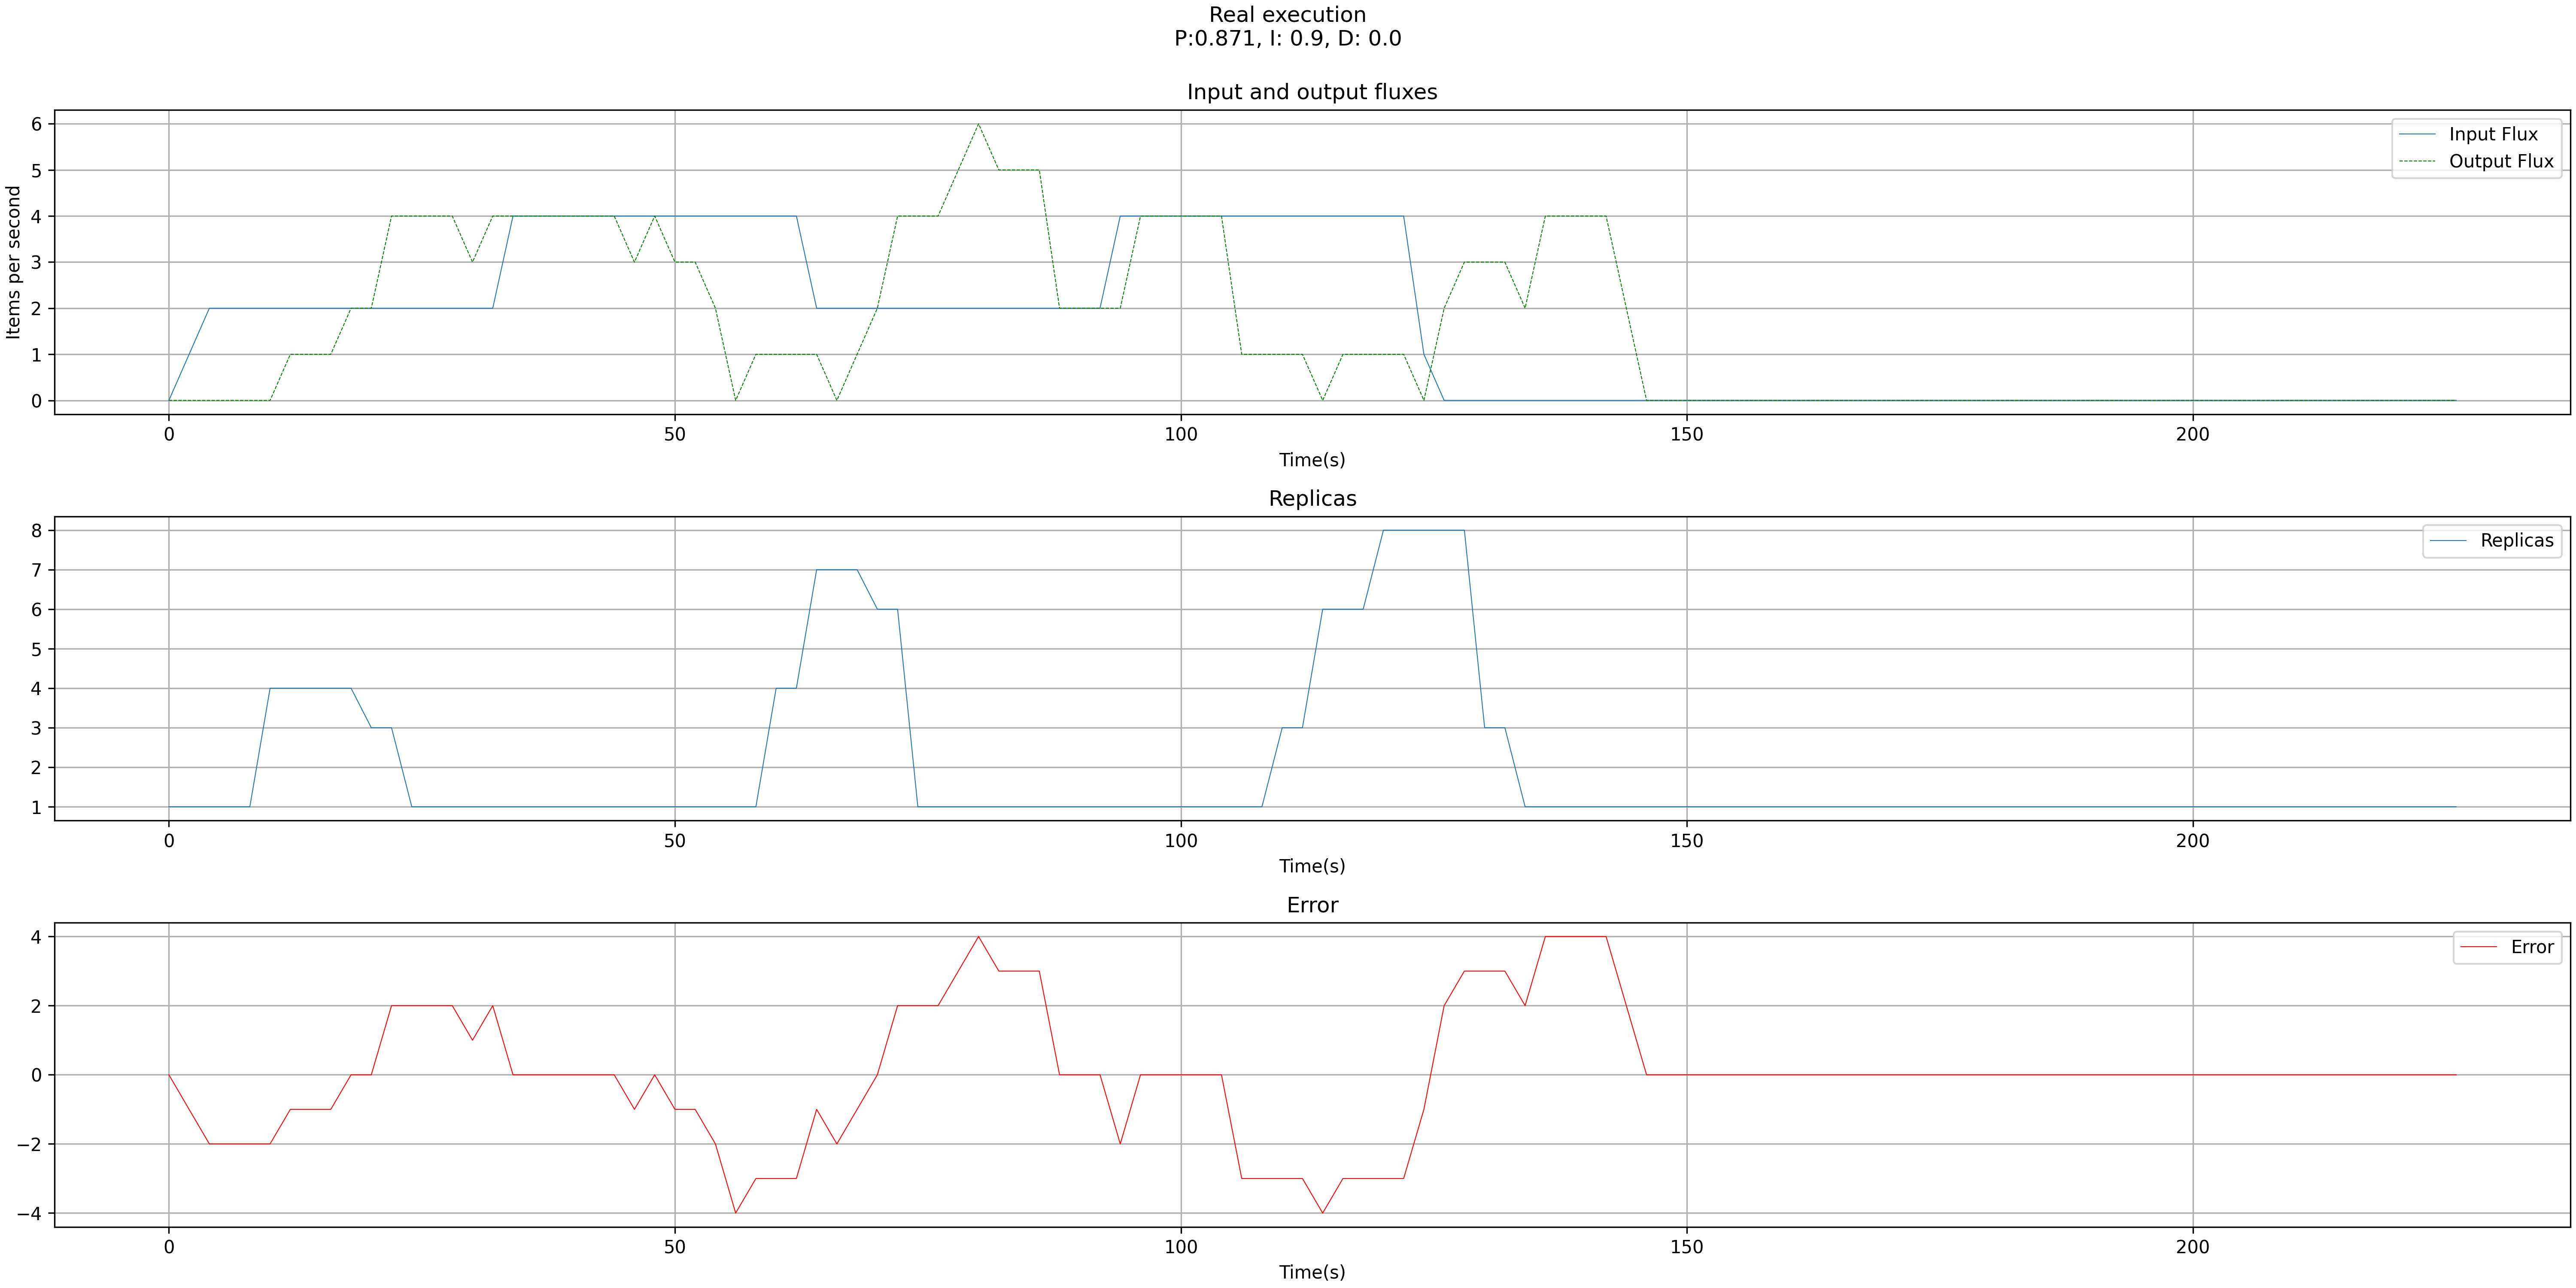 Real execution
P:0.871, I: 0.9, D: 0.0
Input and output fluxes
Items per second
6
5
4
3
2
1
0
Input Flux
Output Flux
0 50 100 150 200
Time(s)
Replicas
8
7
6
5
4
3
2
1
Replicas
0 50 100 150 200
Time(s)
Error
4
2
0
−2
−4
Error
0 50 100 150 200
Time(s)